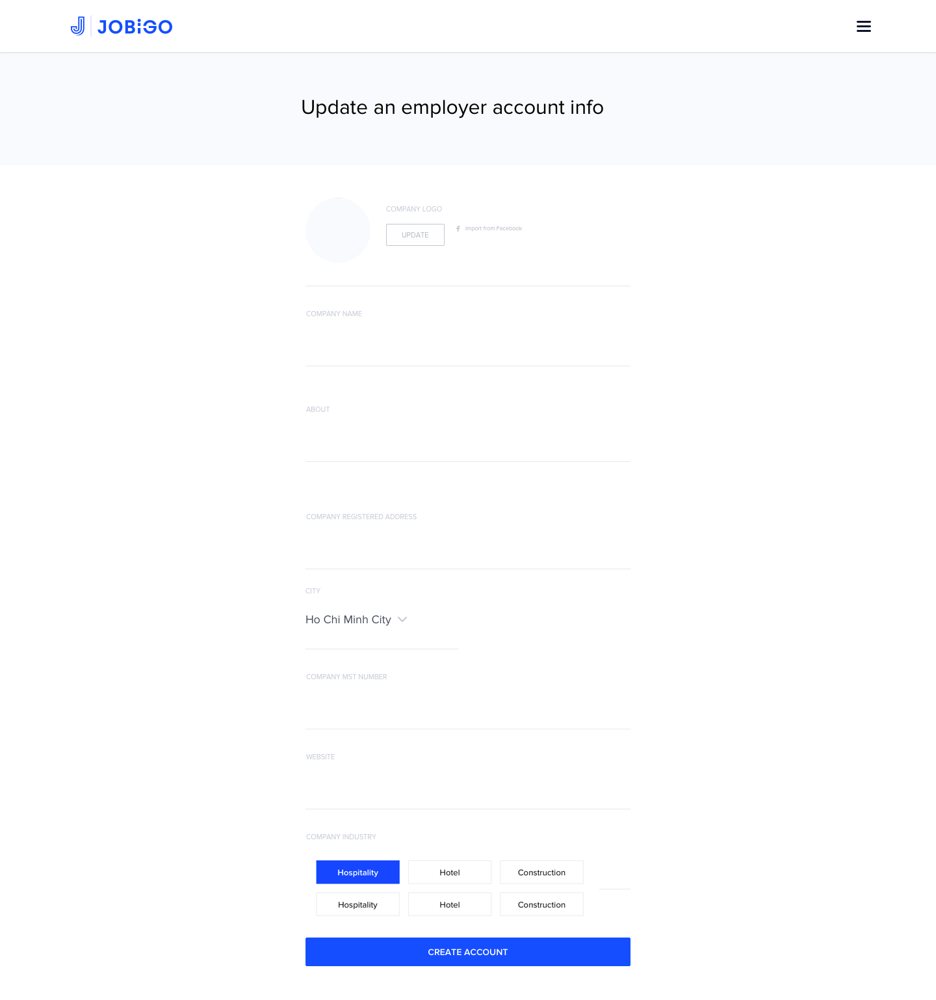 JOBIGO
Update an employer account info
COMPANY LOGO
UPDATE
Import from Facebook
COMPANY NAME
ABOUT
COMPANY REGISTERED ADDRESS
CITY
Ho Chi Minh City
COMPANY MST NUMBER
WEBSITE
COMPANY INDUSTRY
Hospitality Hotel Construction
Hospitality Hotel Construction
CREATE ACCOUNT